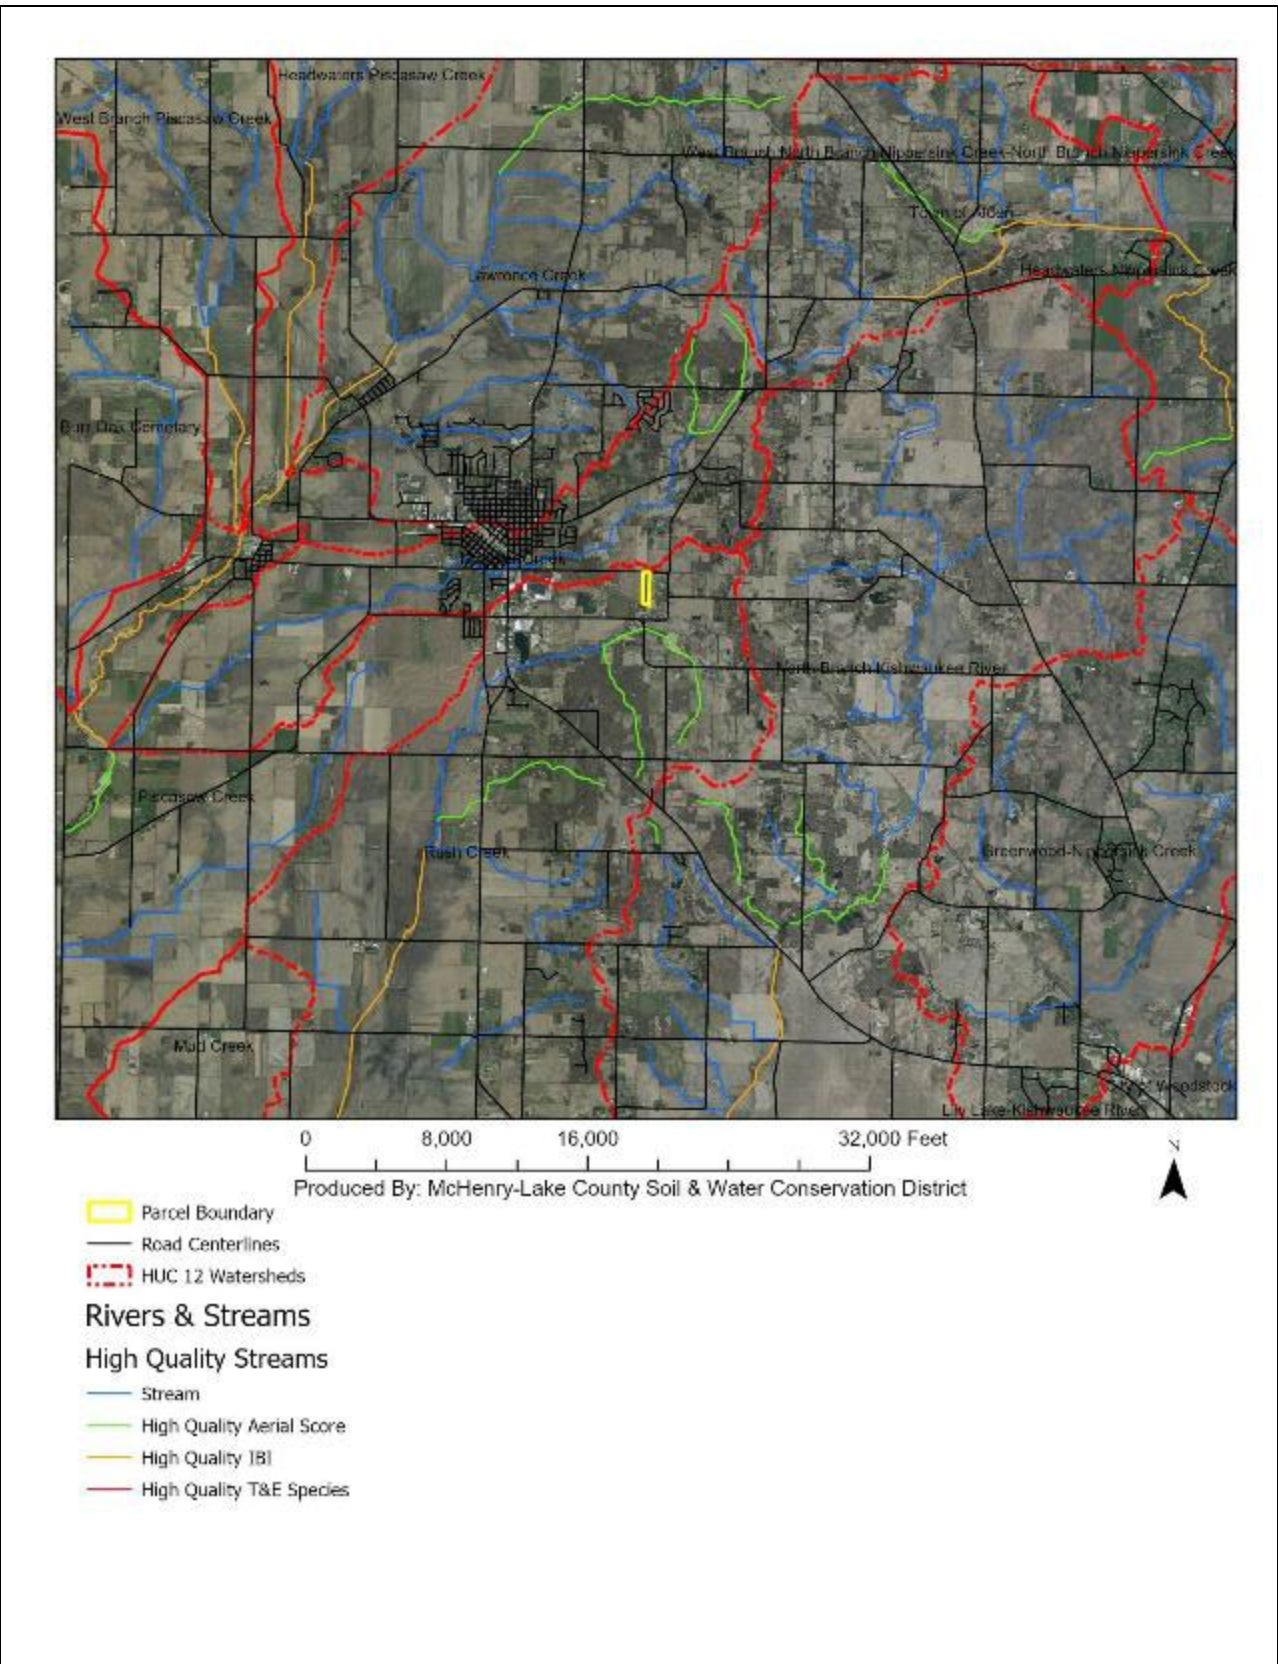 Headwaters Piscasaw Creek
West Branch Piscasaw Creek
West Branch North Branch Nippersink Creek-North Branch Nippersink Creek
Town of Alden
Headwaters Nippersink Creek
Lawrence Creek
Burr Oak Cemetary
Creek
North Branch Kishwaukee River
Piscasaw Creek
Rush Creek
Greenwood-Nippersink Creek
Mud Creek
City of Woodstock
Lily Lake-Kishwaukee River
0 8,000 16,000 32,000 Feet
N
Produced By: McHenry-Lake County Soil & Water Conservation District
Parcel Boundary
Road Centerlines
HUC 12 Watersheds
Rivers & Streams
High Quality Streams
Stream
High Quality Aerial Score
High Quality IBI
High Quality T&E Species